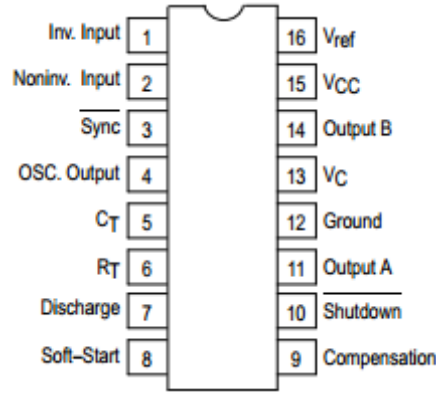 Inv. Input 1 16 Vref
Noninv. Input 2 15 VCC
Sync 3 14 Output B
OSC. Output 4 13 VC
CT 5 12 Ground
RT 6 11 Output A
Discharge 7 10 Shutdown
Soft–Start 8 9 Compensation